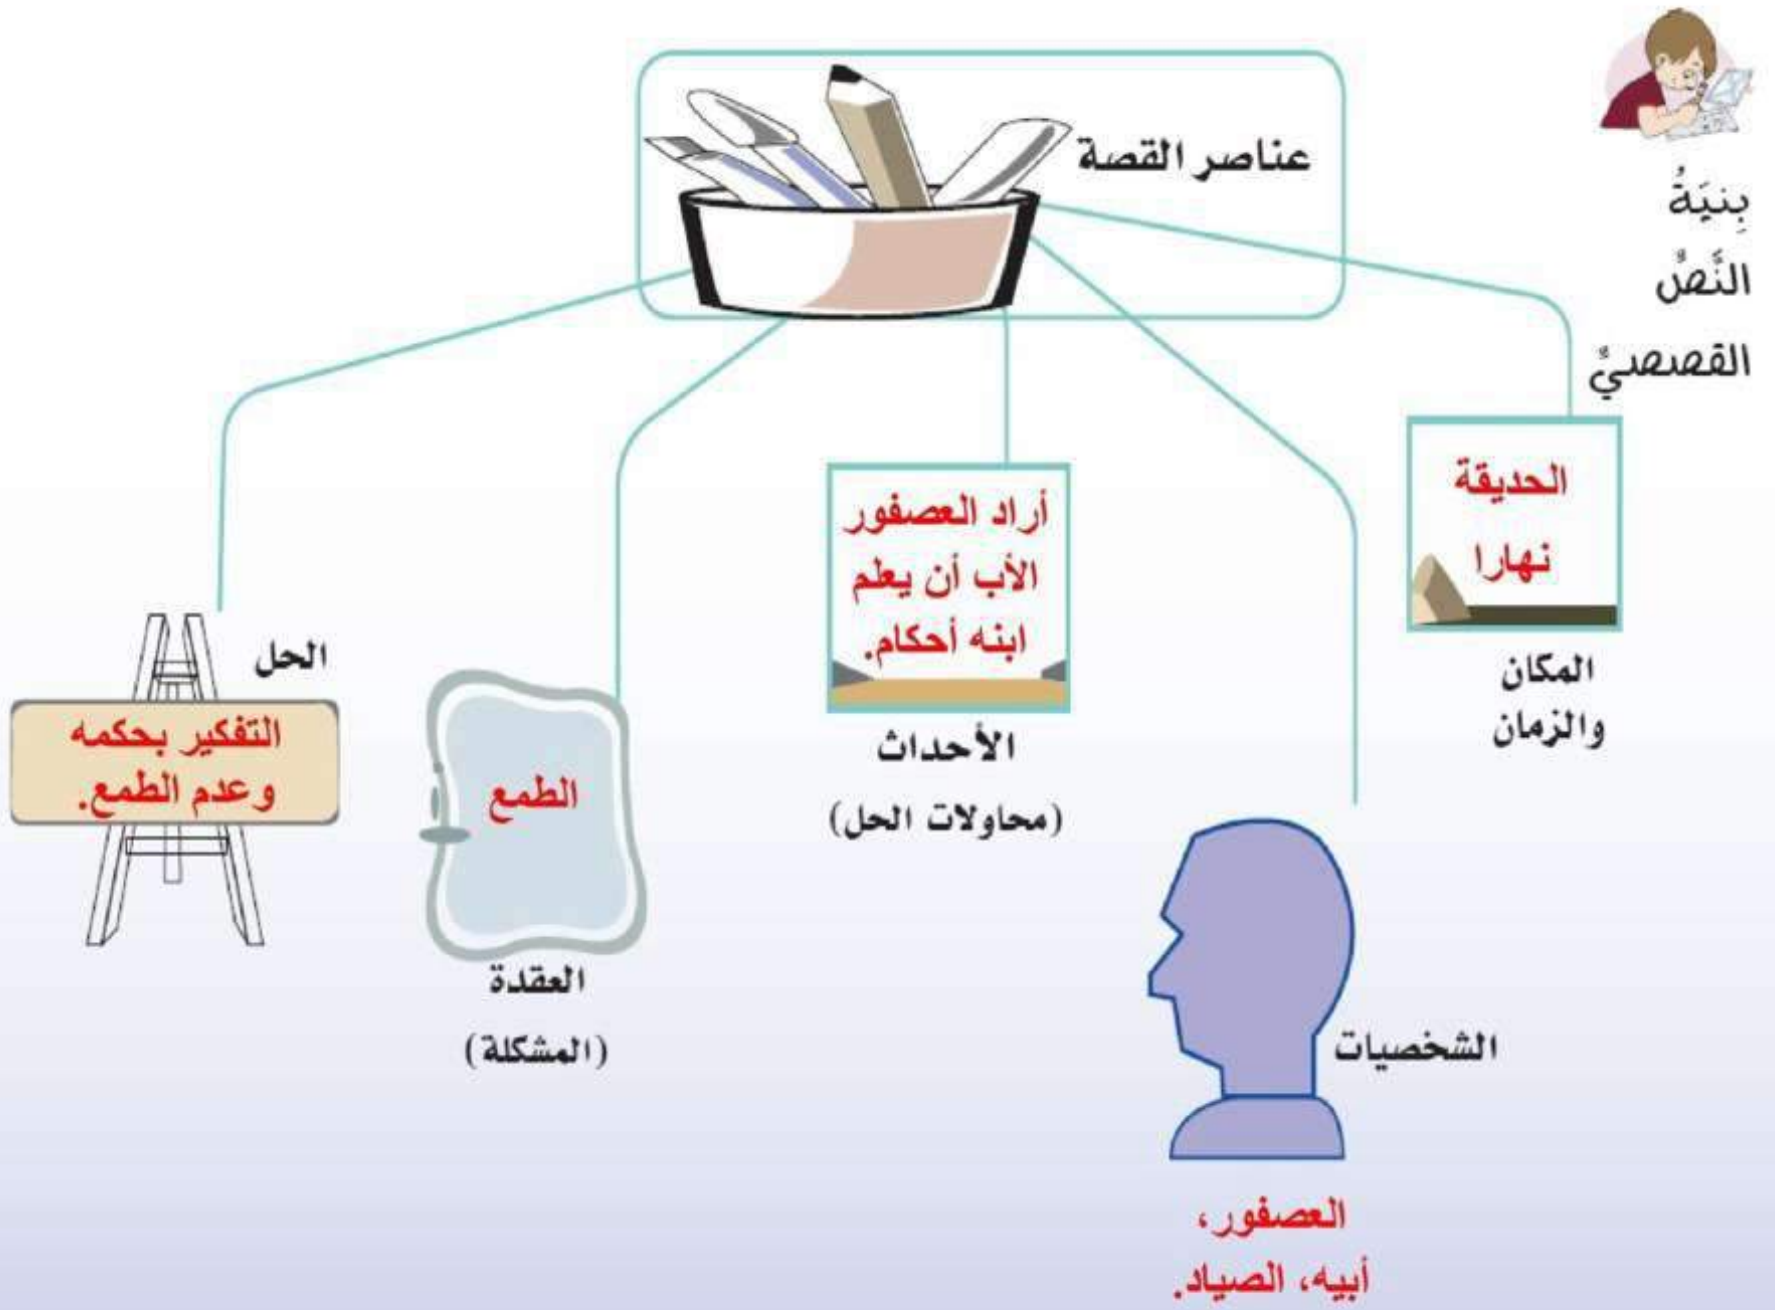 بِنيَةُ
النَّصِّ
القصصيِّ
عناصر القصة
الحديقة
نهارا
المكان
والزمان
العصفور،
أبيه، الصياد.
الشخصيات
أراد العصفور
الأب أن يعلم
ابنه أحكام.
الأحداث
(محاولات الحل)
الطمع
العقدة
(المشكلة)
الحل
التفكير بحكمه
وعدم الطمع.